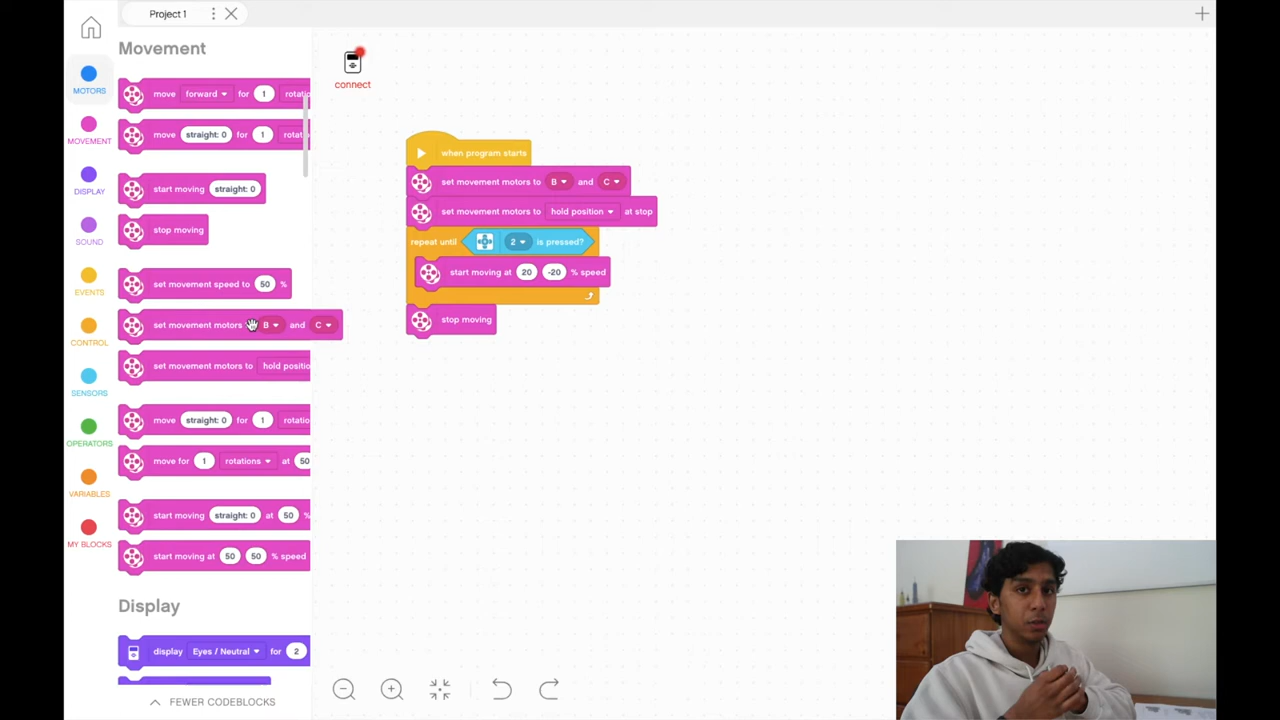 Project 1
connect
MOTORS
MOVEMENT
DISPLAY
SOUND
EVENTS
CONTROL
SENSORS
OPERATORS
VARIABLES
MY BLOCKS
Movement
move forward for 1
move straight: 0 for 1
start moving straight: 0
stop moving
set movement speed to 50 %
set movement motors B and C
set movement motors to
move straight: 0 for 1
move for 1 rotations at 50
start moving straight: 0 at 50 %
start moving at 50 50 % speed
Display
display Eyes / Neutral for 2
FEWER CODEBLOCKS
when program starts
set movement motors to B and C
set movement motors to hold position at stop
repeat until 2 is pressed?
start moving at 20 -20 % speed
stop moving